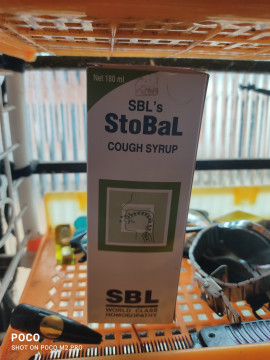 Net 100 ml
SBL's
StoBaL
COUGH SYRUP
SBL
WORLD CLASS
HOMOEOPATHY
POCO
SHOT ON POCO M2 PRO